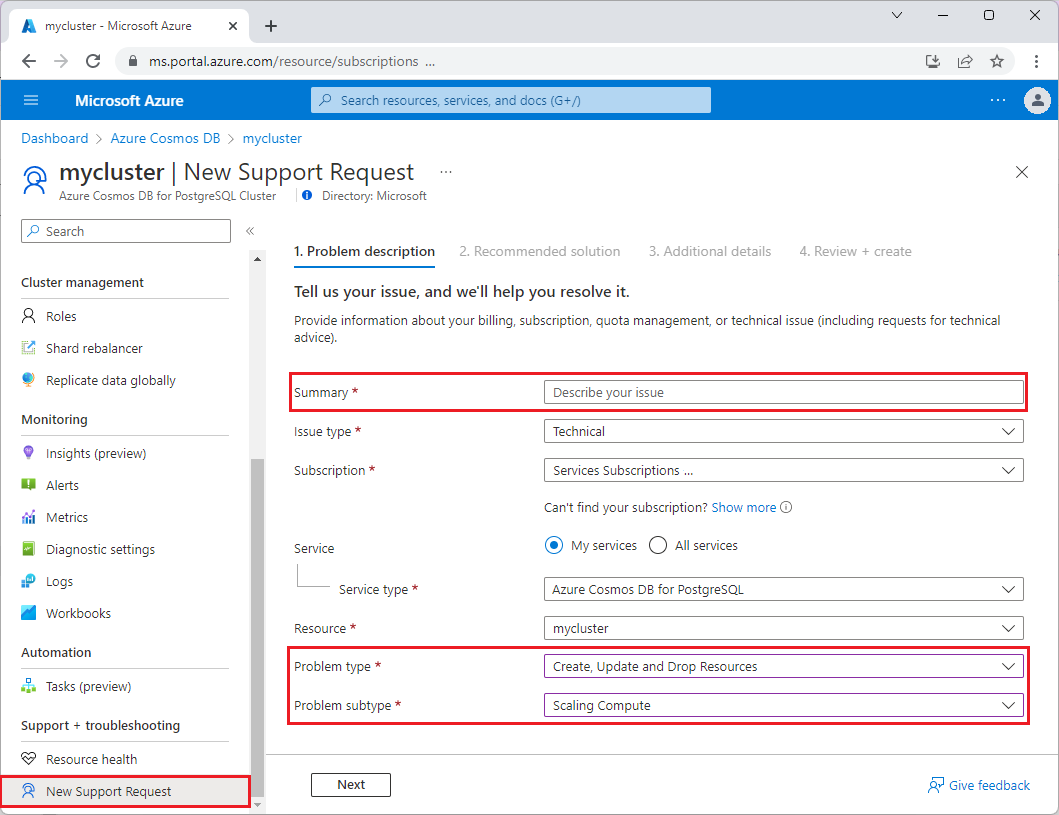 mycluster - Microsoft Azure
ms.portal.azure.com/resource/subscriptions ...
Microsoft Azure
Search resources, services, and docs (G+/)
Dashboard > Azure Cosmos DB > mycluster
mycluster | New Support Request ...
Azure Cosmos DB for PostgreSQL Cluster
Directory: Microsoft
Search
Cluster management
Roles
Shard rebalancer
Replicate data globally
Monitoring
Insights (preview)
Alerts
Metrics
Diagnostic settings
Logs
Workbooks
Automation
Tasks (preview)
Support + troubleshooting
Resource health
New Support Request
1. Problem description 2. Recommended solution 3. Additional details 4. Review + create
Tell us your issue, and we'll help you resolve it.
Provide information about your billing, subscription, quota management, or technical issue (including requests for technical
advice).
Summary * Describe your issue
Issue type * Technical
Subscription * Services Subscriptions ...
Can't find your subscription? Show more
Service My services All services
Service type * Azure Cosmos DB for PostgreSQL
Resource * mycluster
Problem type * Create, Update and Drop Resources
Problem subtype * Scaling Compute
Next
Give feedback